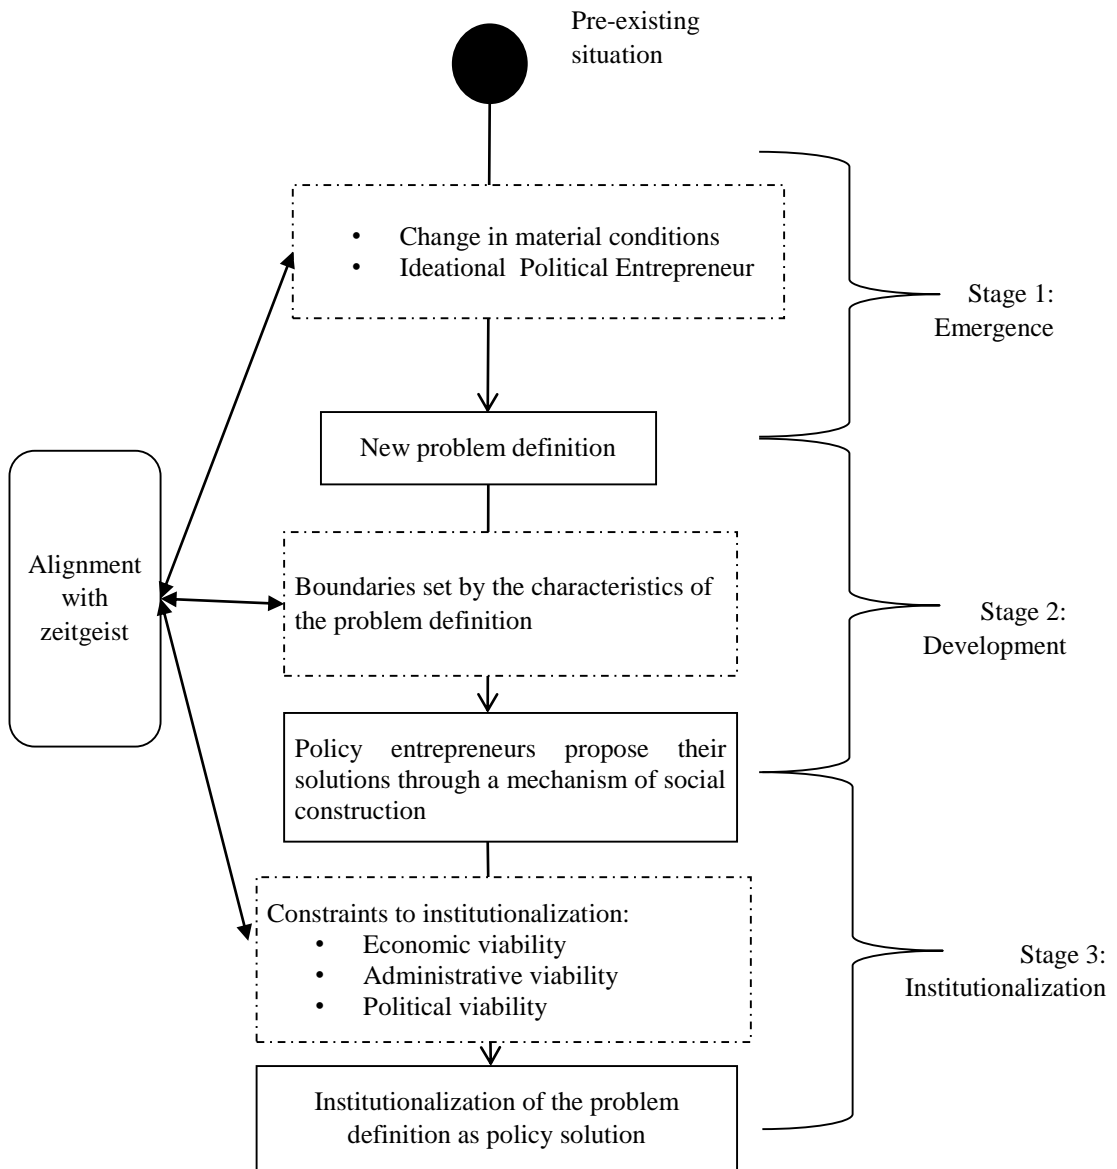 Pre-existing
situation
• Change in material conditions
• Ideational Political Entrepreneur
Stage 1:
Emergence
New problem definition
Alignment
with
zeitgeist
Boundaries set by the characteristics of
the problem definition
Stage 2:
Development
Policy entrepreneurs propose their
solutions through a mechanism of social
construction
Constraints to institutionalization:
• Economic viability
• Administrative viability
• Political viability
Stage 3:
Institutionalization
Institutionalization of the problem
definition as policy solution